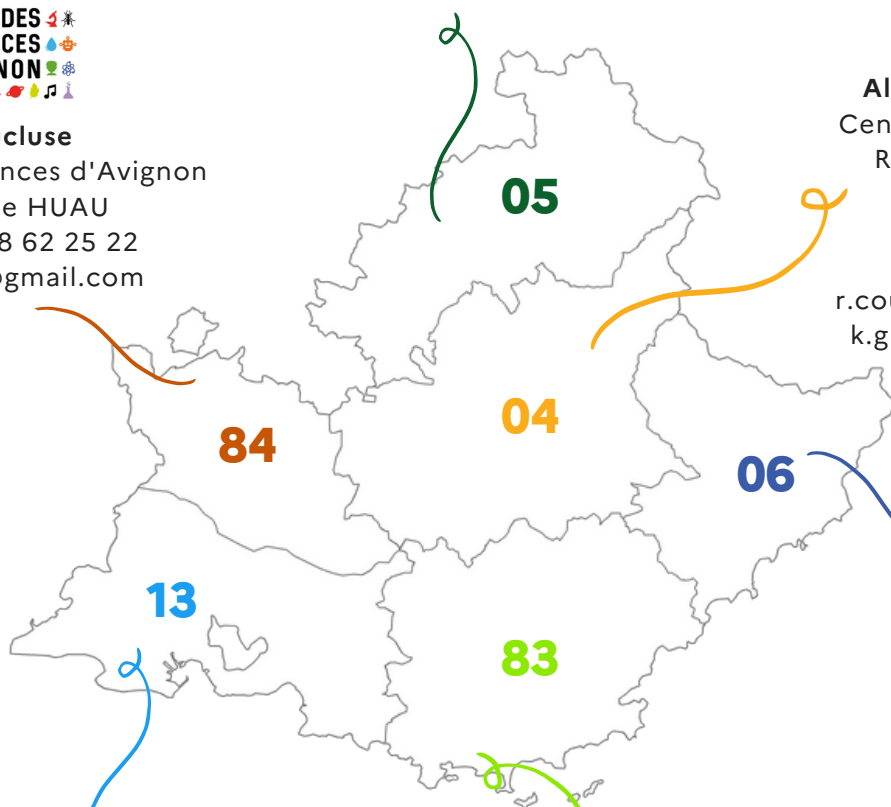 DES
CES
NON
cluse
nces d'Avignon
e HUAU
8 62 25 22
@gmail.com
Al
Cen
R
r.cou
k.g
05
04
84
06
13
83